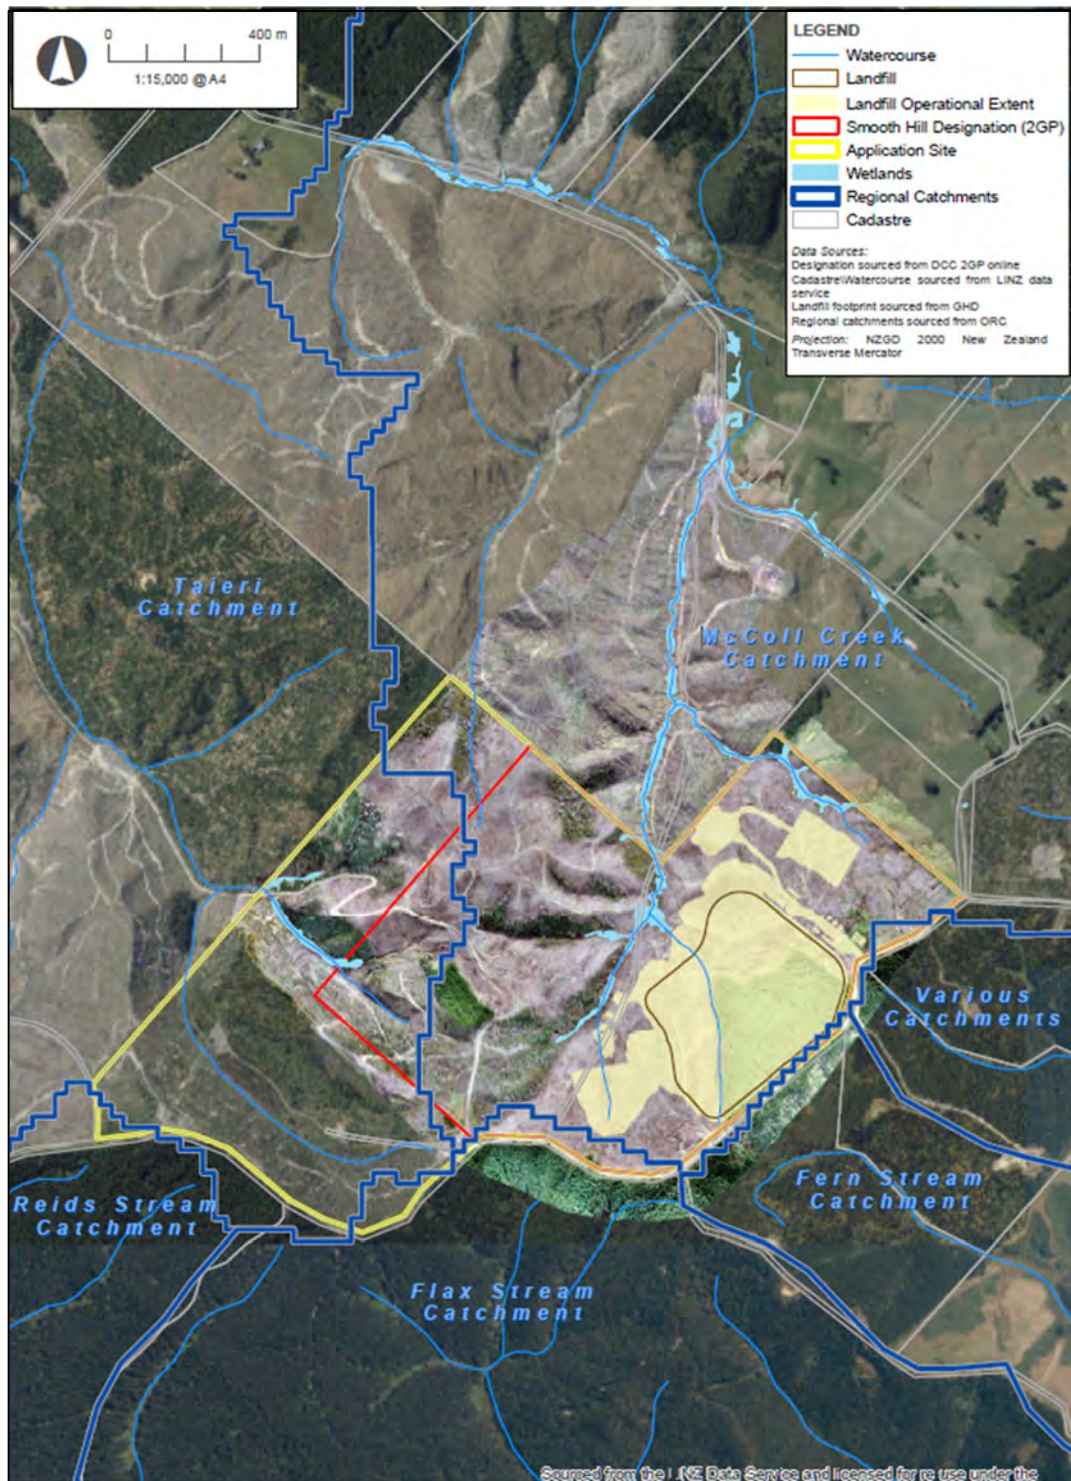 0
400 m
1:15,000 @A4
LEGEND
Watercourse
Landfill
Landfill Operational Extent
Smooth Hill Designation (2GP)
Application Site
Wetlands
Regional Catchments
Cadastre
Data Sources:
Designation sourced from DCC 2GP online
Cadastre\Watercourse sourced from LINZ data
service
Landfill footprint sourced from GHD
Regional catchments sourced from ORC
Projection: NZGD 2000 New Zealand
Transverse Mercator
Taieri
Catchment
McColl Creek
Catchment
Various
Catchments
Fern Stream
Catchment
Reids Stream
Catchment
Flax Stream
Catchment
Sourced from the LINZ Data Service and licensed for re use under the